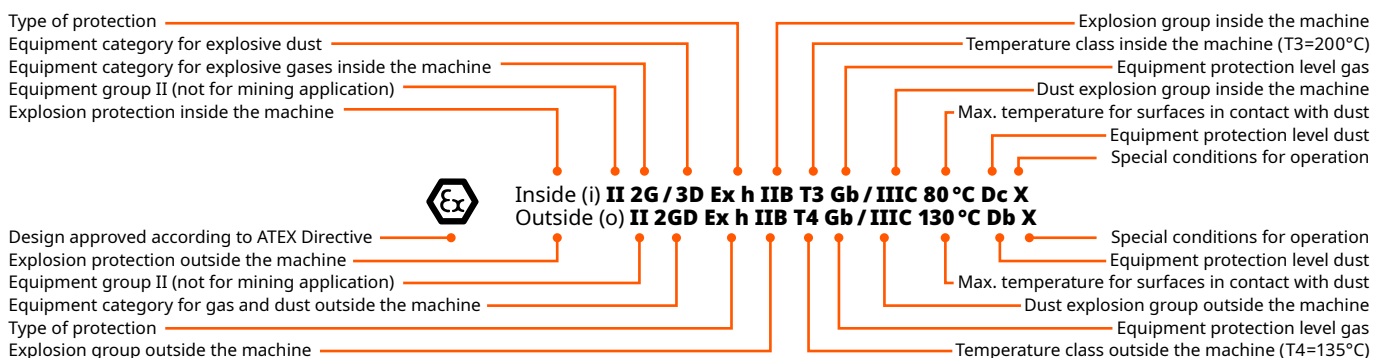 Type of protection
Equipment category for explosive dust
Equipment category for explosive gases inside the machine
Equipment group II (not for mining application)
Explosion protection inside the machine
Explosion group inside the machine
Temperature class inside the machine (T3=200°C)
Equipment protection level gas
Dust explosion group inside the machine
Max. temperature for surfaces in contact with dust
Equipment protection level dust
Special conditions for operation
Ex
Inside (i) II 2G / 3D Ex h IIB T3 Gb / IIIC 80 °C Dc X
Outside (o) II 2GD Ex h IIB T4 Gb / IIIC 130 °C Db X
Design approved according to ATEX Directive
Explosion protection outside the machine
Equipment group II (not for mining application)
Equipment category for gas and dust outside the machine
Type of protection
Explosion group outside the machine
Special conditions for operation
Equipment protection level dust
Max. temperature for surfaces in contact with dust
Dust explosion group outside the machine
Equipment protection level gas
Temperature class outside the machine (T4=135°C)